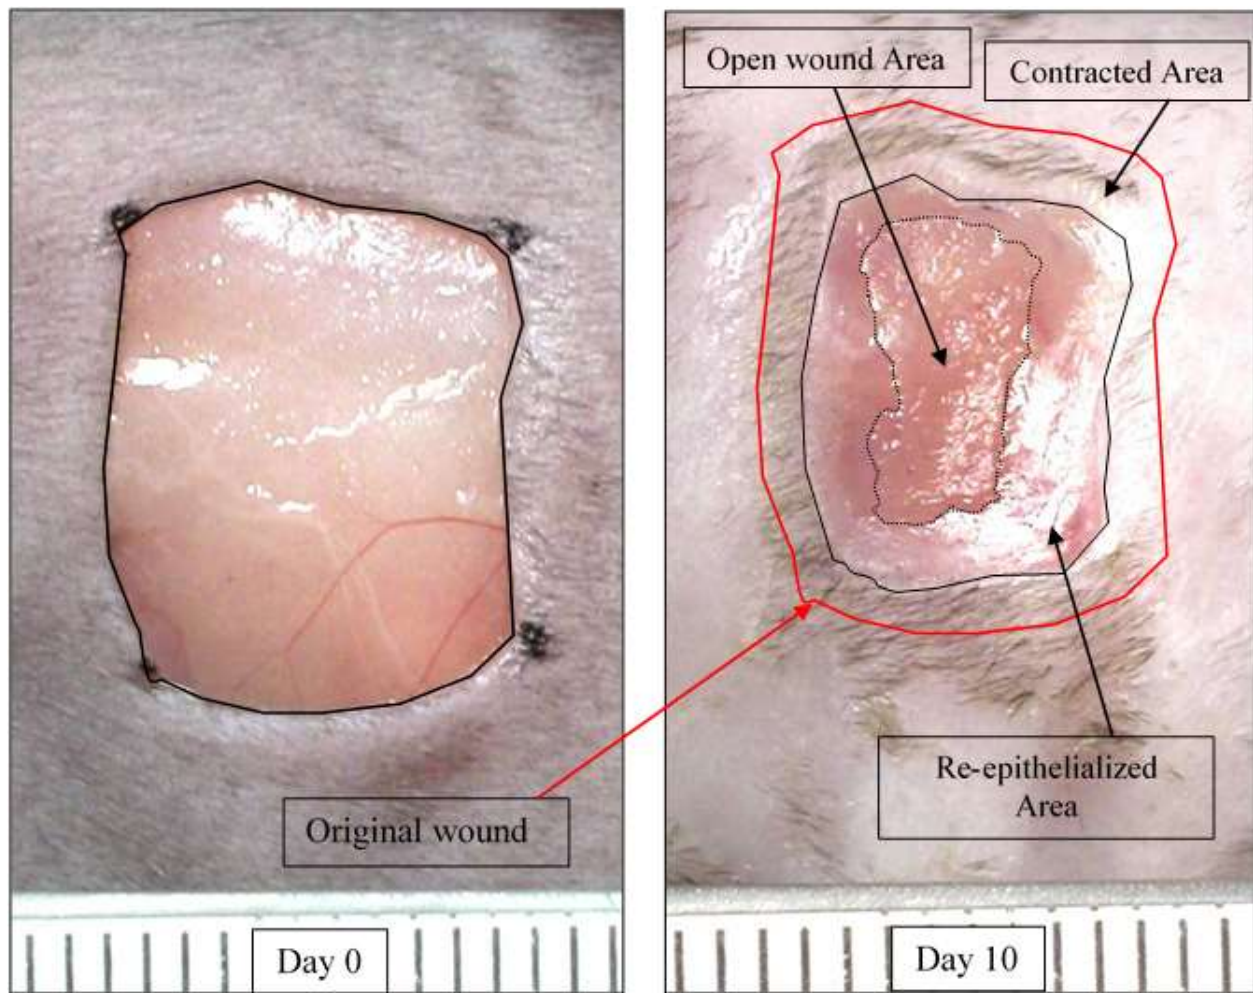 Open wound Area
Contracted Area
Re-epithelialized
Area
Original wound
Day 0
Day 10